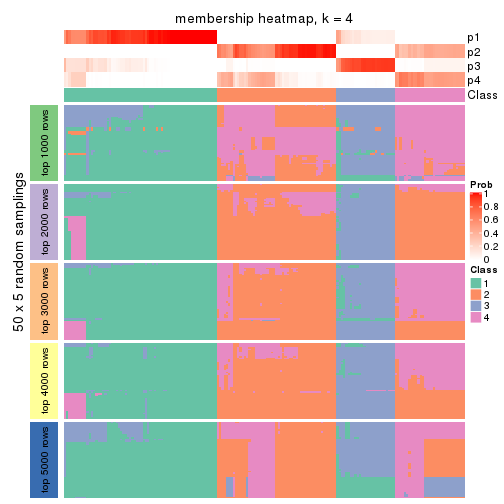 membership heatmap, k = 4
p1
p2
p3
p4
Class
50 x 5 random samplings
top 1000 rows
top 2000 rows
top 3000 rows
top 4000 rows
top 5000 rows
Prob
1
0.8
0.6
0.4
0.2
0
Class
1
2
3
4